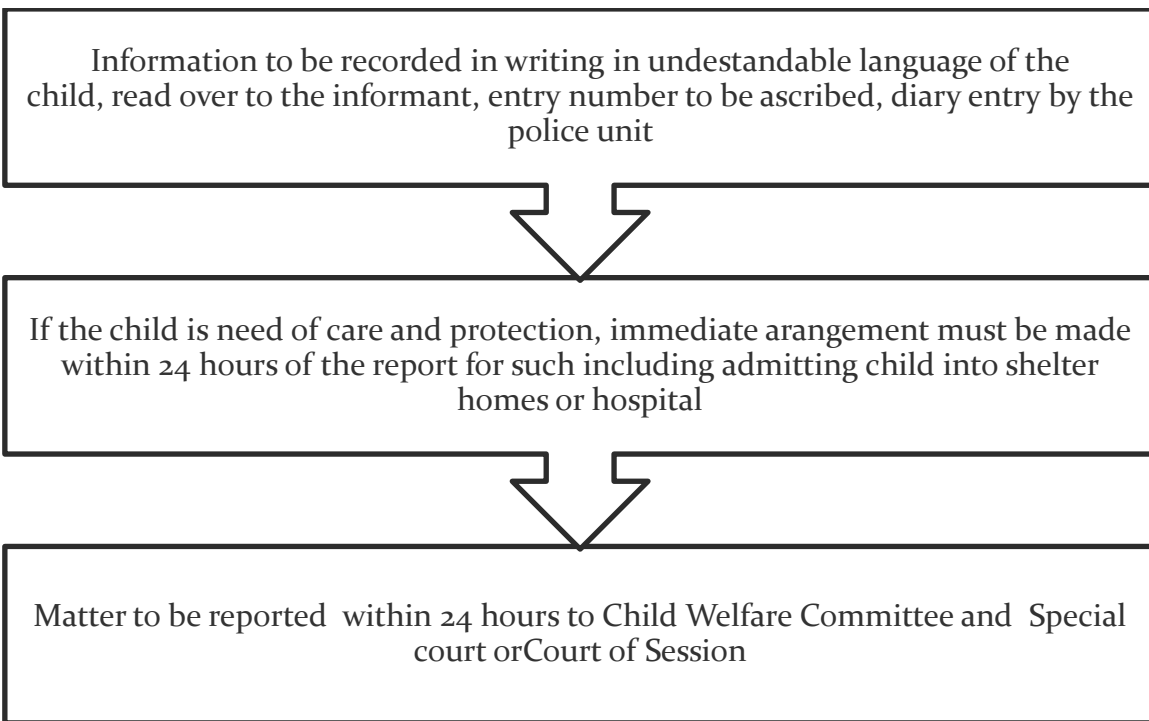 Information to be recorded in writing in undestandable language of the
child, read over to the informant, entry number to be ascribed, diary entry by the
police unit
If the child is need of care and protection, immediate arangement must be made
within 24 hours of the report for such including admitting child into shelter
homes or hospital
Matter to be reported  within 24 hours to Child Welfare Committee and  Special
court orCourt of Session